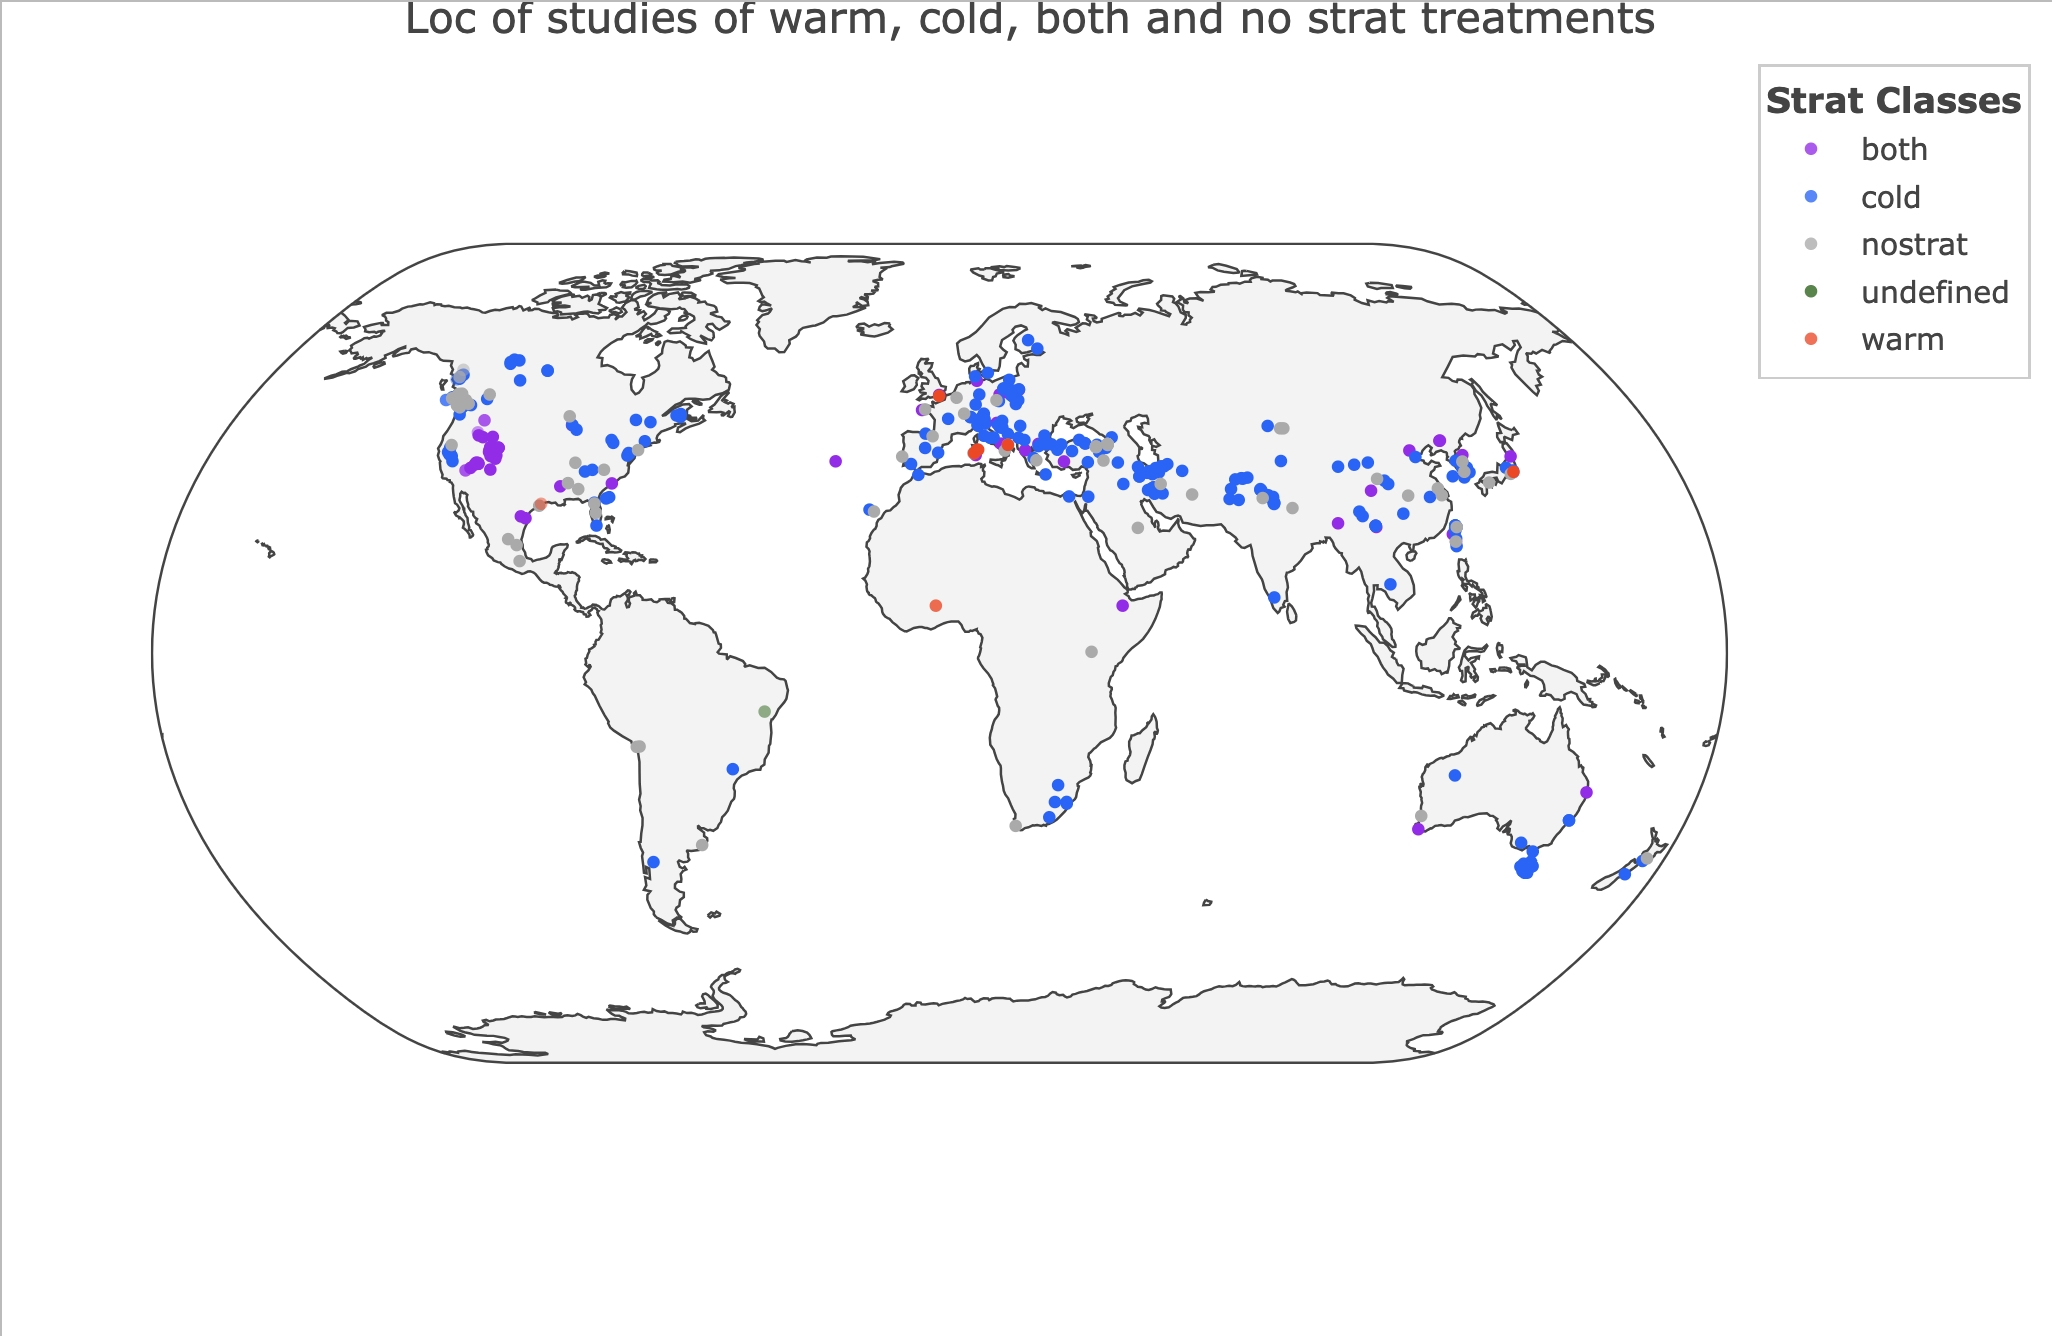 Loc of studies of warm, cold, both and no strat treatments
Strat Classes
both
cold
nostrat
undefined
warm